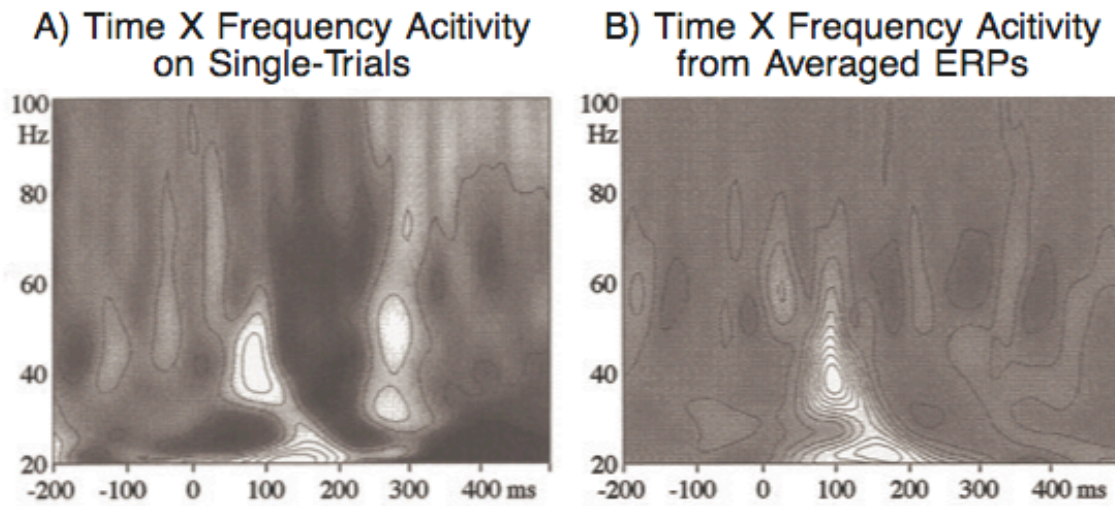 A) Time X Frequency Acitivity
on Single-Trials
B) Time X Frequency Acitivity
from Averaged ERPs
100
Hz
80
60
40
20
-200 -100 0 100 200 300 400 ms
100
Hz
80
60
40
20
-200 -100 0 100 200 300 400 ms